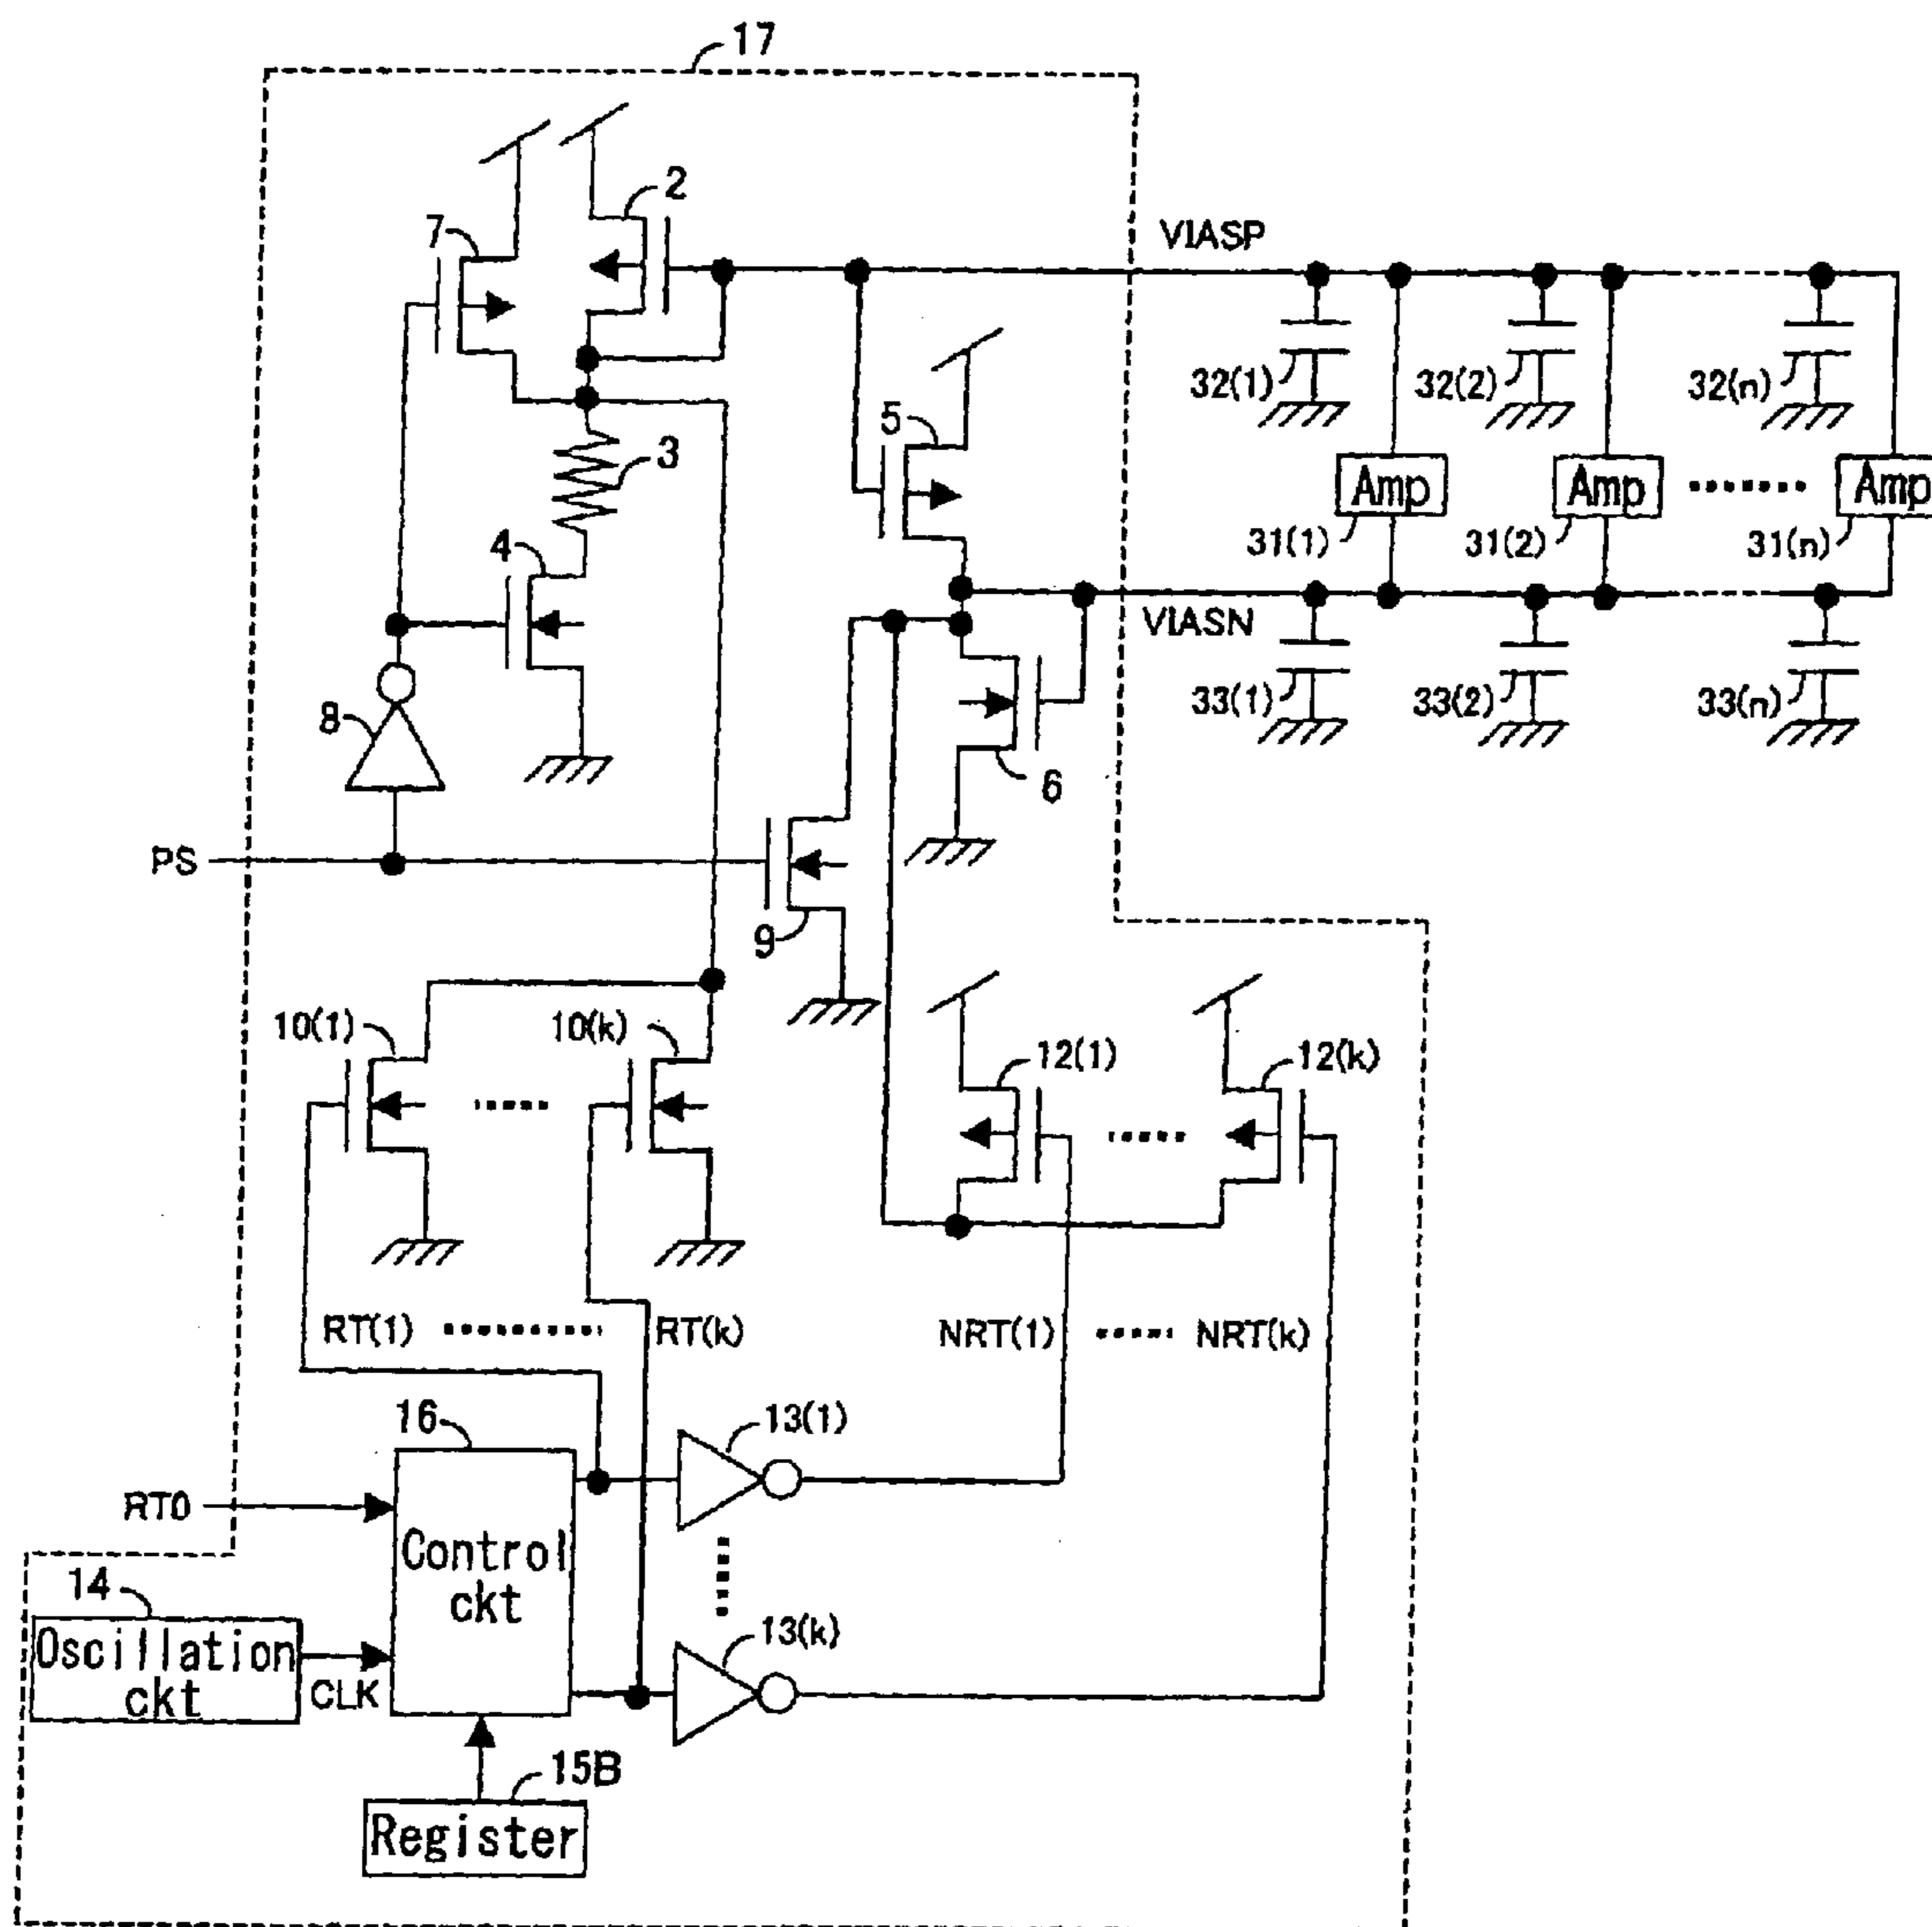 17
2
7
VIASP
32(1)
32(2)
32(n)
5
3
Amp
Amp
Amp
4
31(1)
31(2)
31(n)
VIASN
8
33(1)
33(2)
33(n)
6
PS
9
10(1)
10(k)
12(1)
12(k)
RT(1)
RT(k)
NRT(1)
NRT(k)
16
13(1)
RT0
Control
ckt
14
13(k)
Oscillation
ckt
CLK
15B
Register